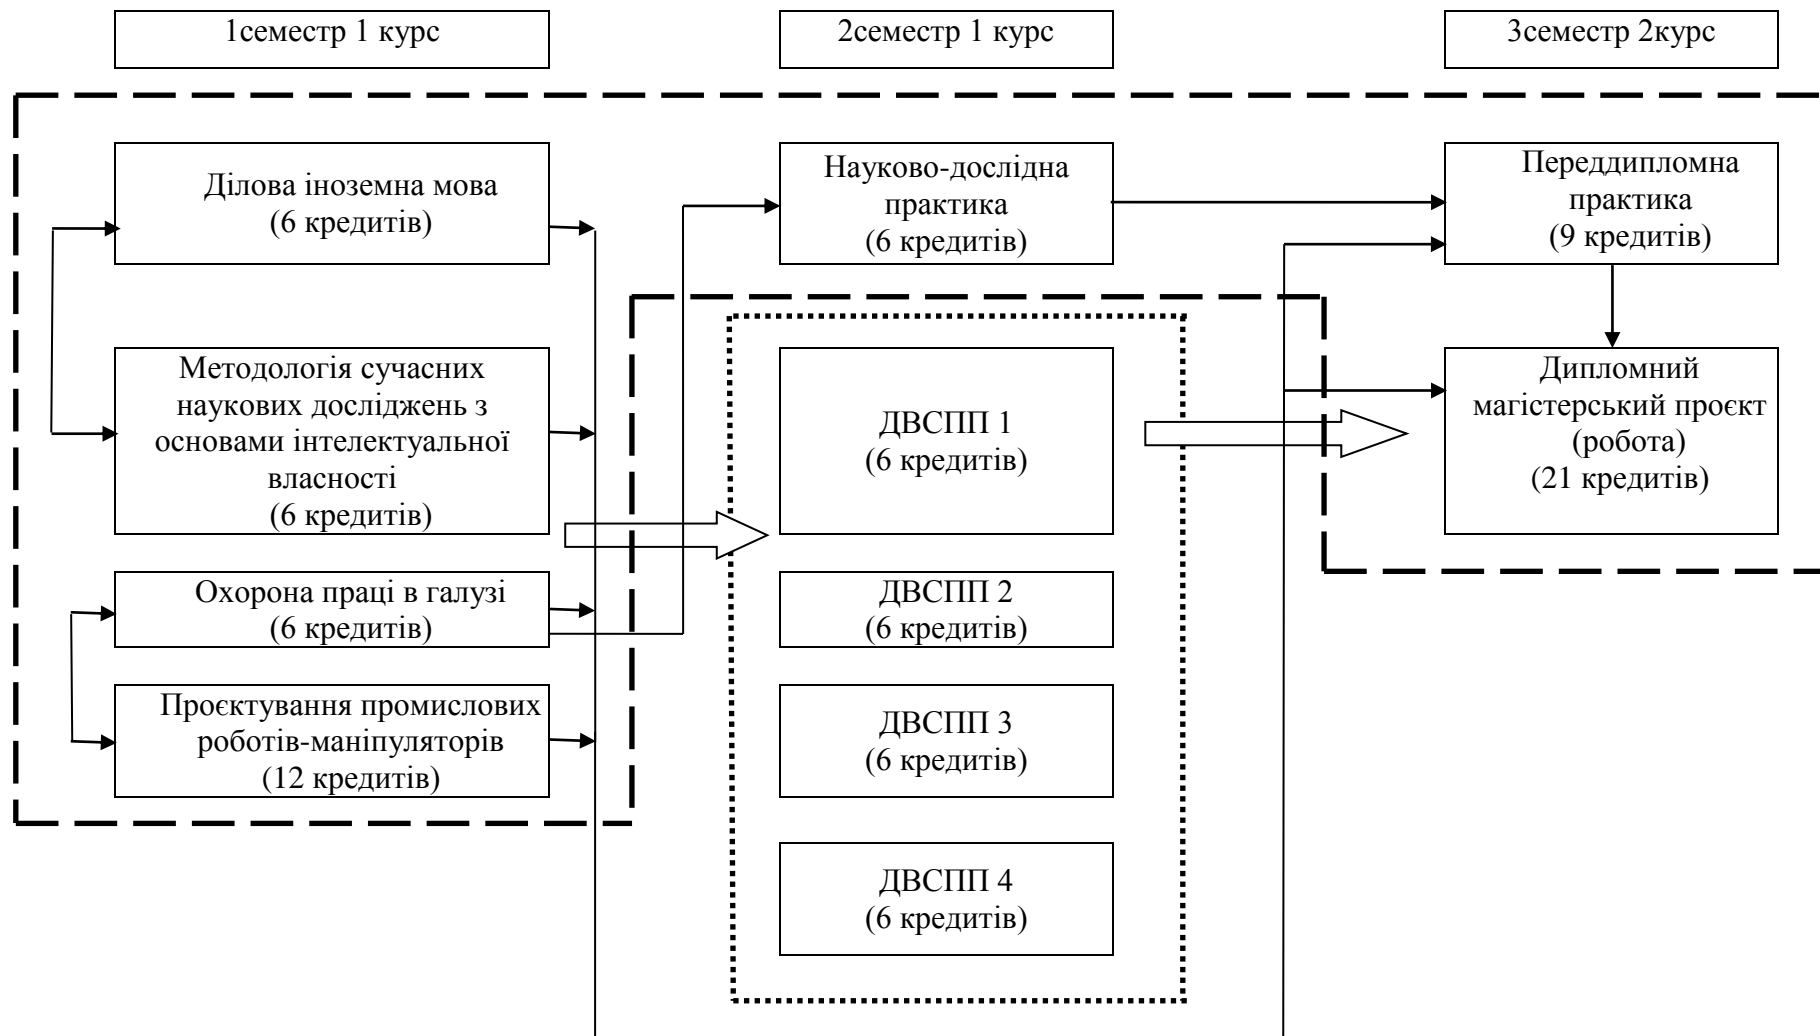 1семестр 1 курс
2семестр 1 курс
3семестр 2курс
Ділова іноземна мова
(6 кредитів)
Методологія сучасних
наукових досліджень з
основами інтелектуальної
власності
(6 кредитів)
Охорона праці в галузі
(6 кредитів)
Проєктування промислових
роботів-маніпуляторів
(12 кредитів)
Науково-дослідна
практика
(6 кредитів)
ДВСПП 1
(6 кредитів)
ДВСПП 2
(6 кредитів)
ДВСПП 3
(6 кредитів)
ДВСПП 4
(6 кредитів)
Переддипломна
практика
(9 кредитів)
Дипломний
магістерський проєкт
(робота)
(21 кредитів)